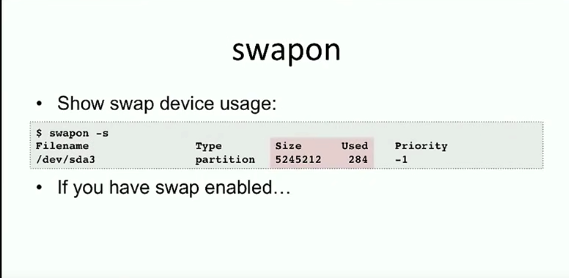 swapon
• Show swap device usage:
$ swapon -s
Filename Type Size Used Priority
/dev/sda3 partition 5245212 284 -1
• If you have swap enabled…